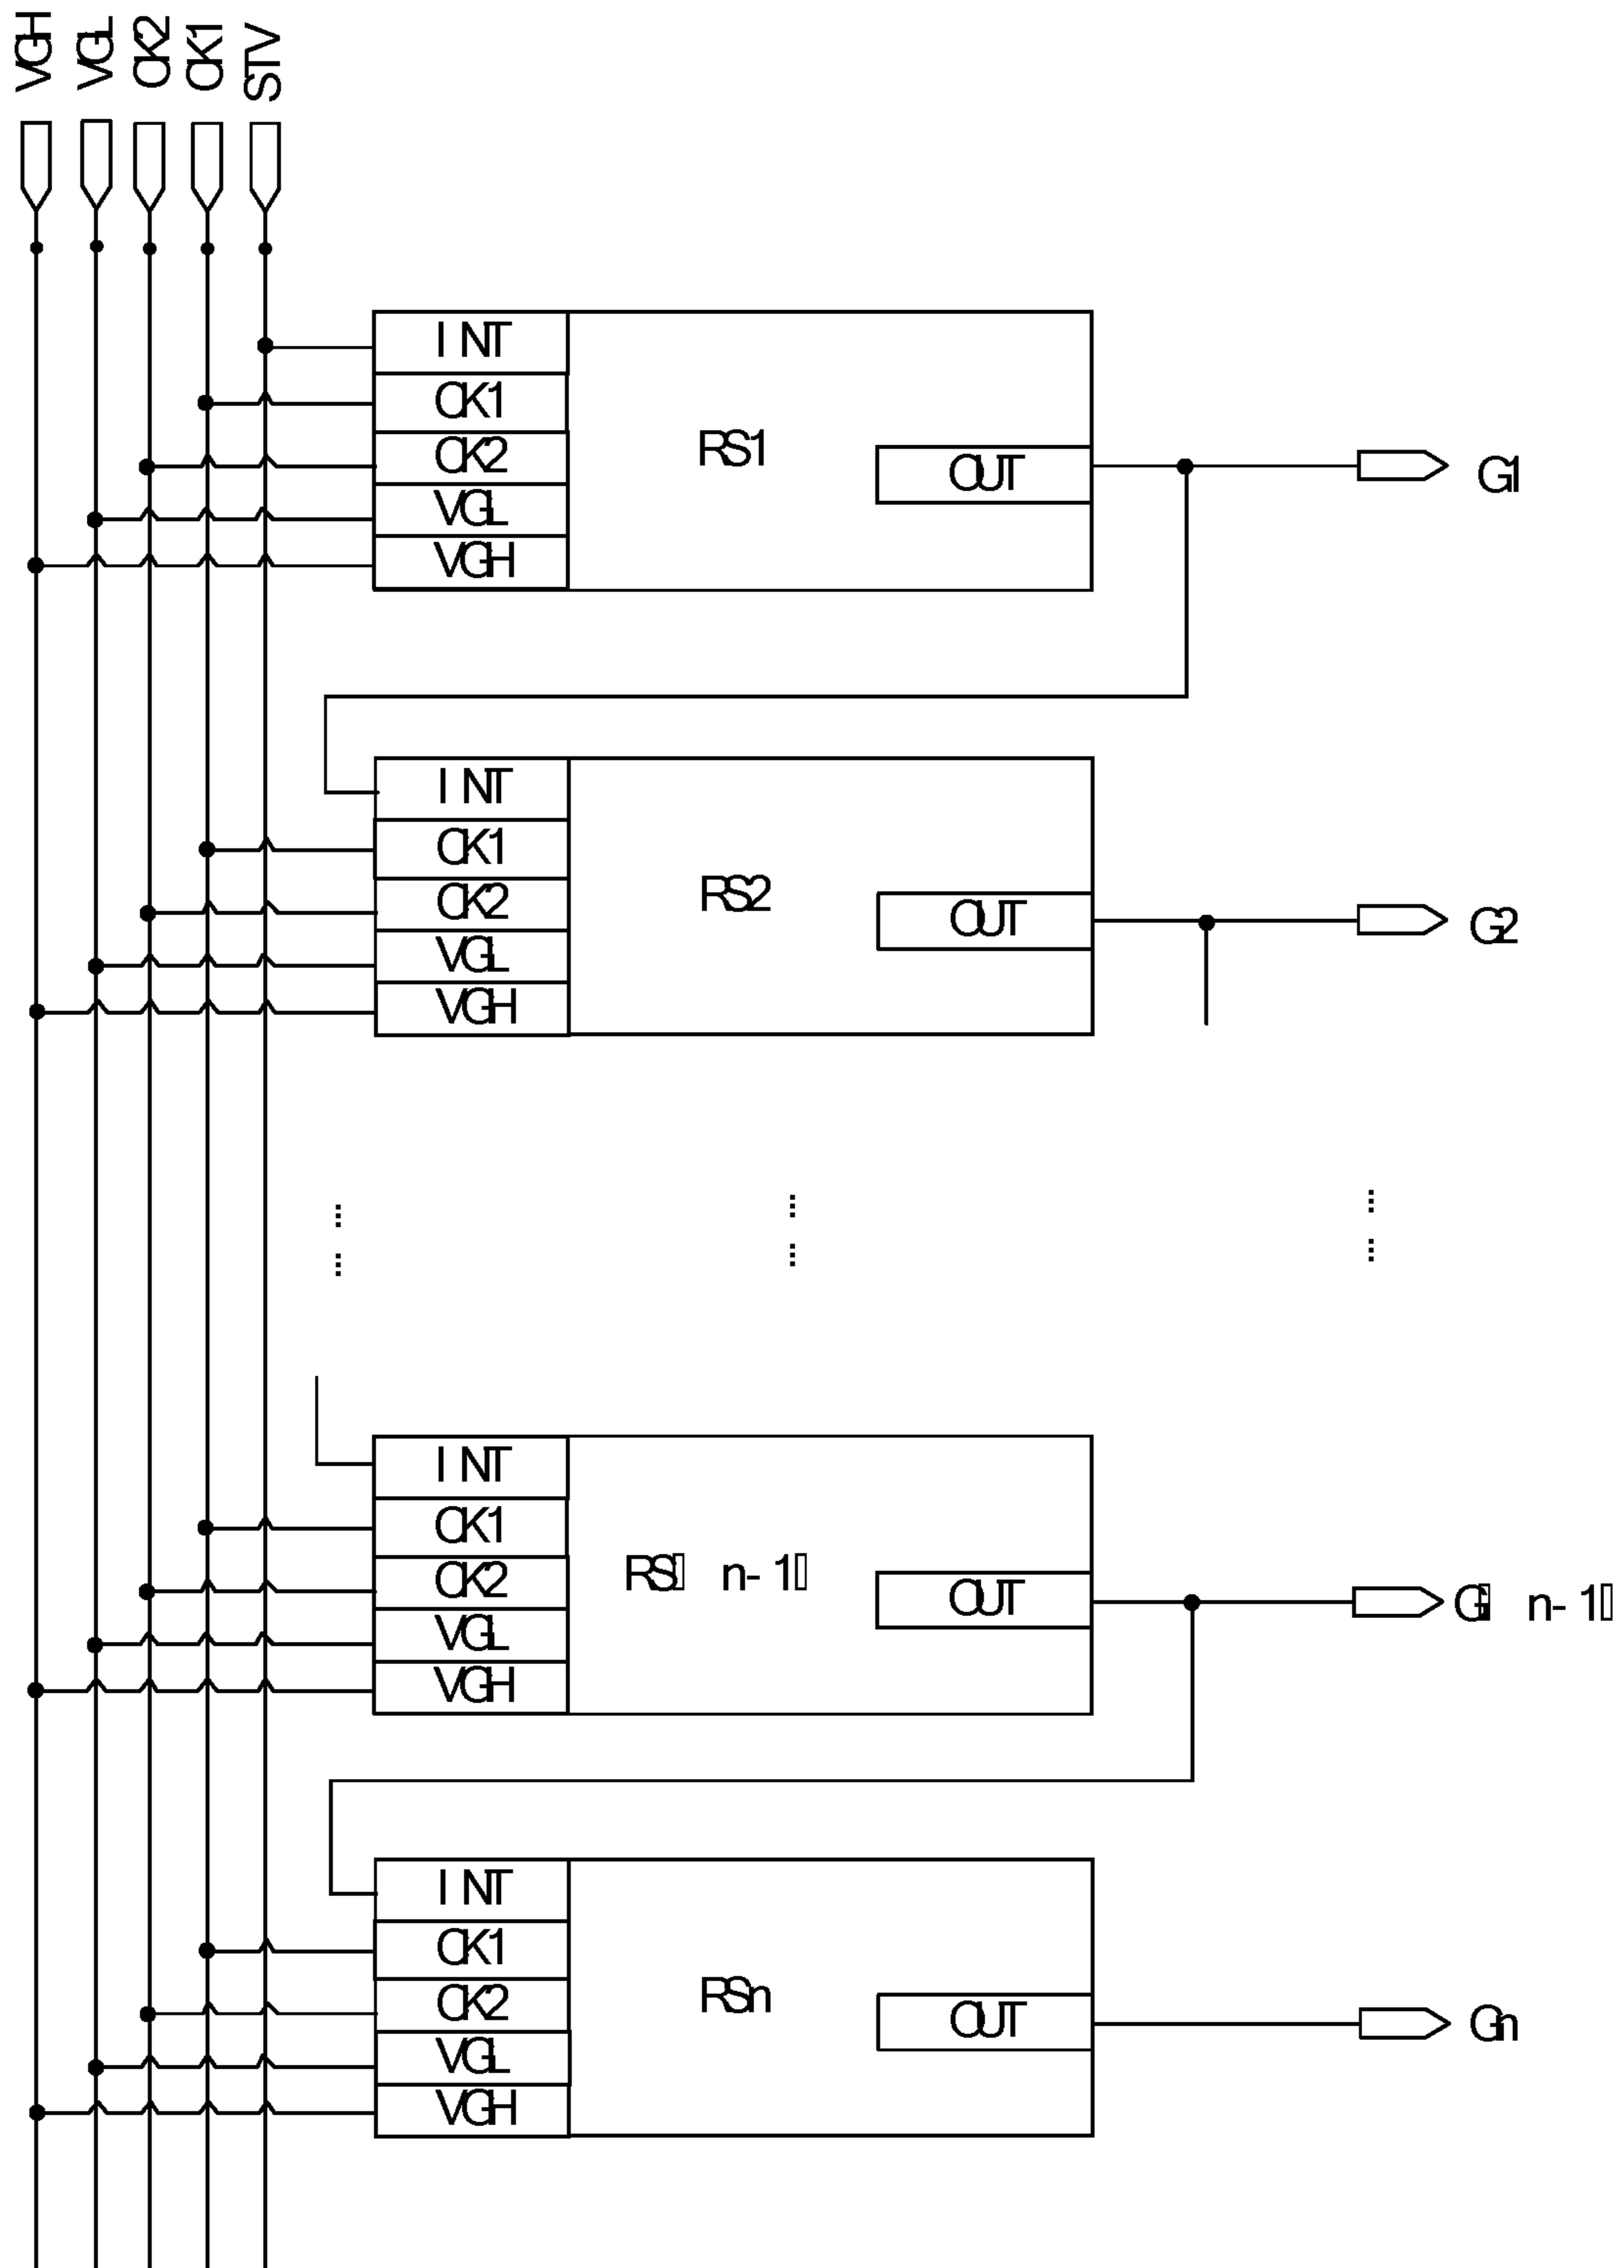 VGH
VGL
CK2
CK1
STV
INT
CK1
CK2
VGL
VGH
RS1
OUT
G1
INT
CK1
CK2
VGL
VGH
RS2
OUT
G2
INT
CK1
CK2
VGL
VGH
RS▯ n-1▯
OUT
G▯ n-1▯
INT
CK1
CK2
VGL
VGH
RSn
OUT
Gn